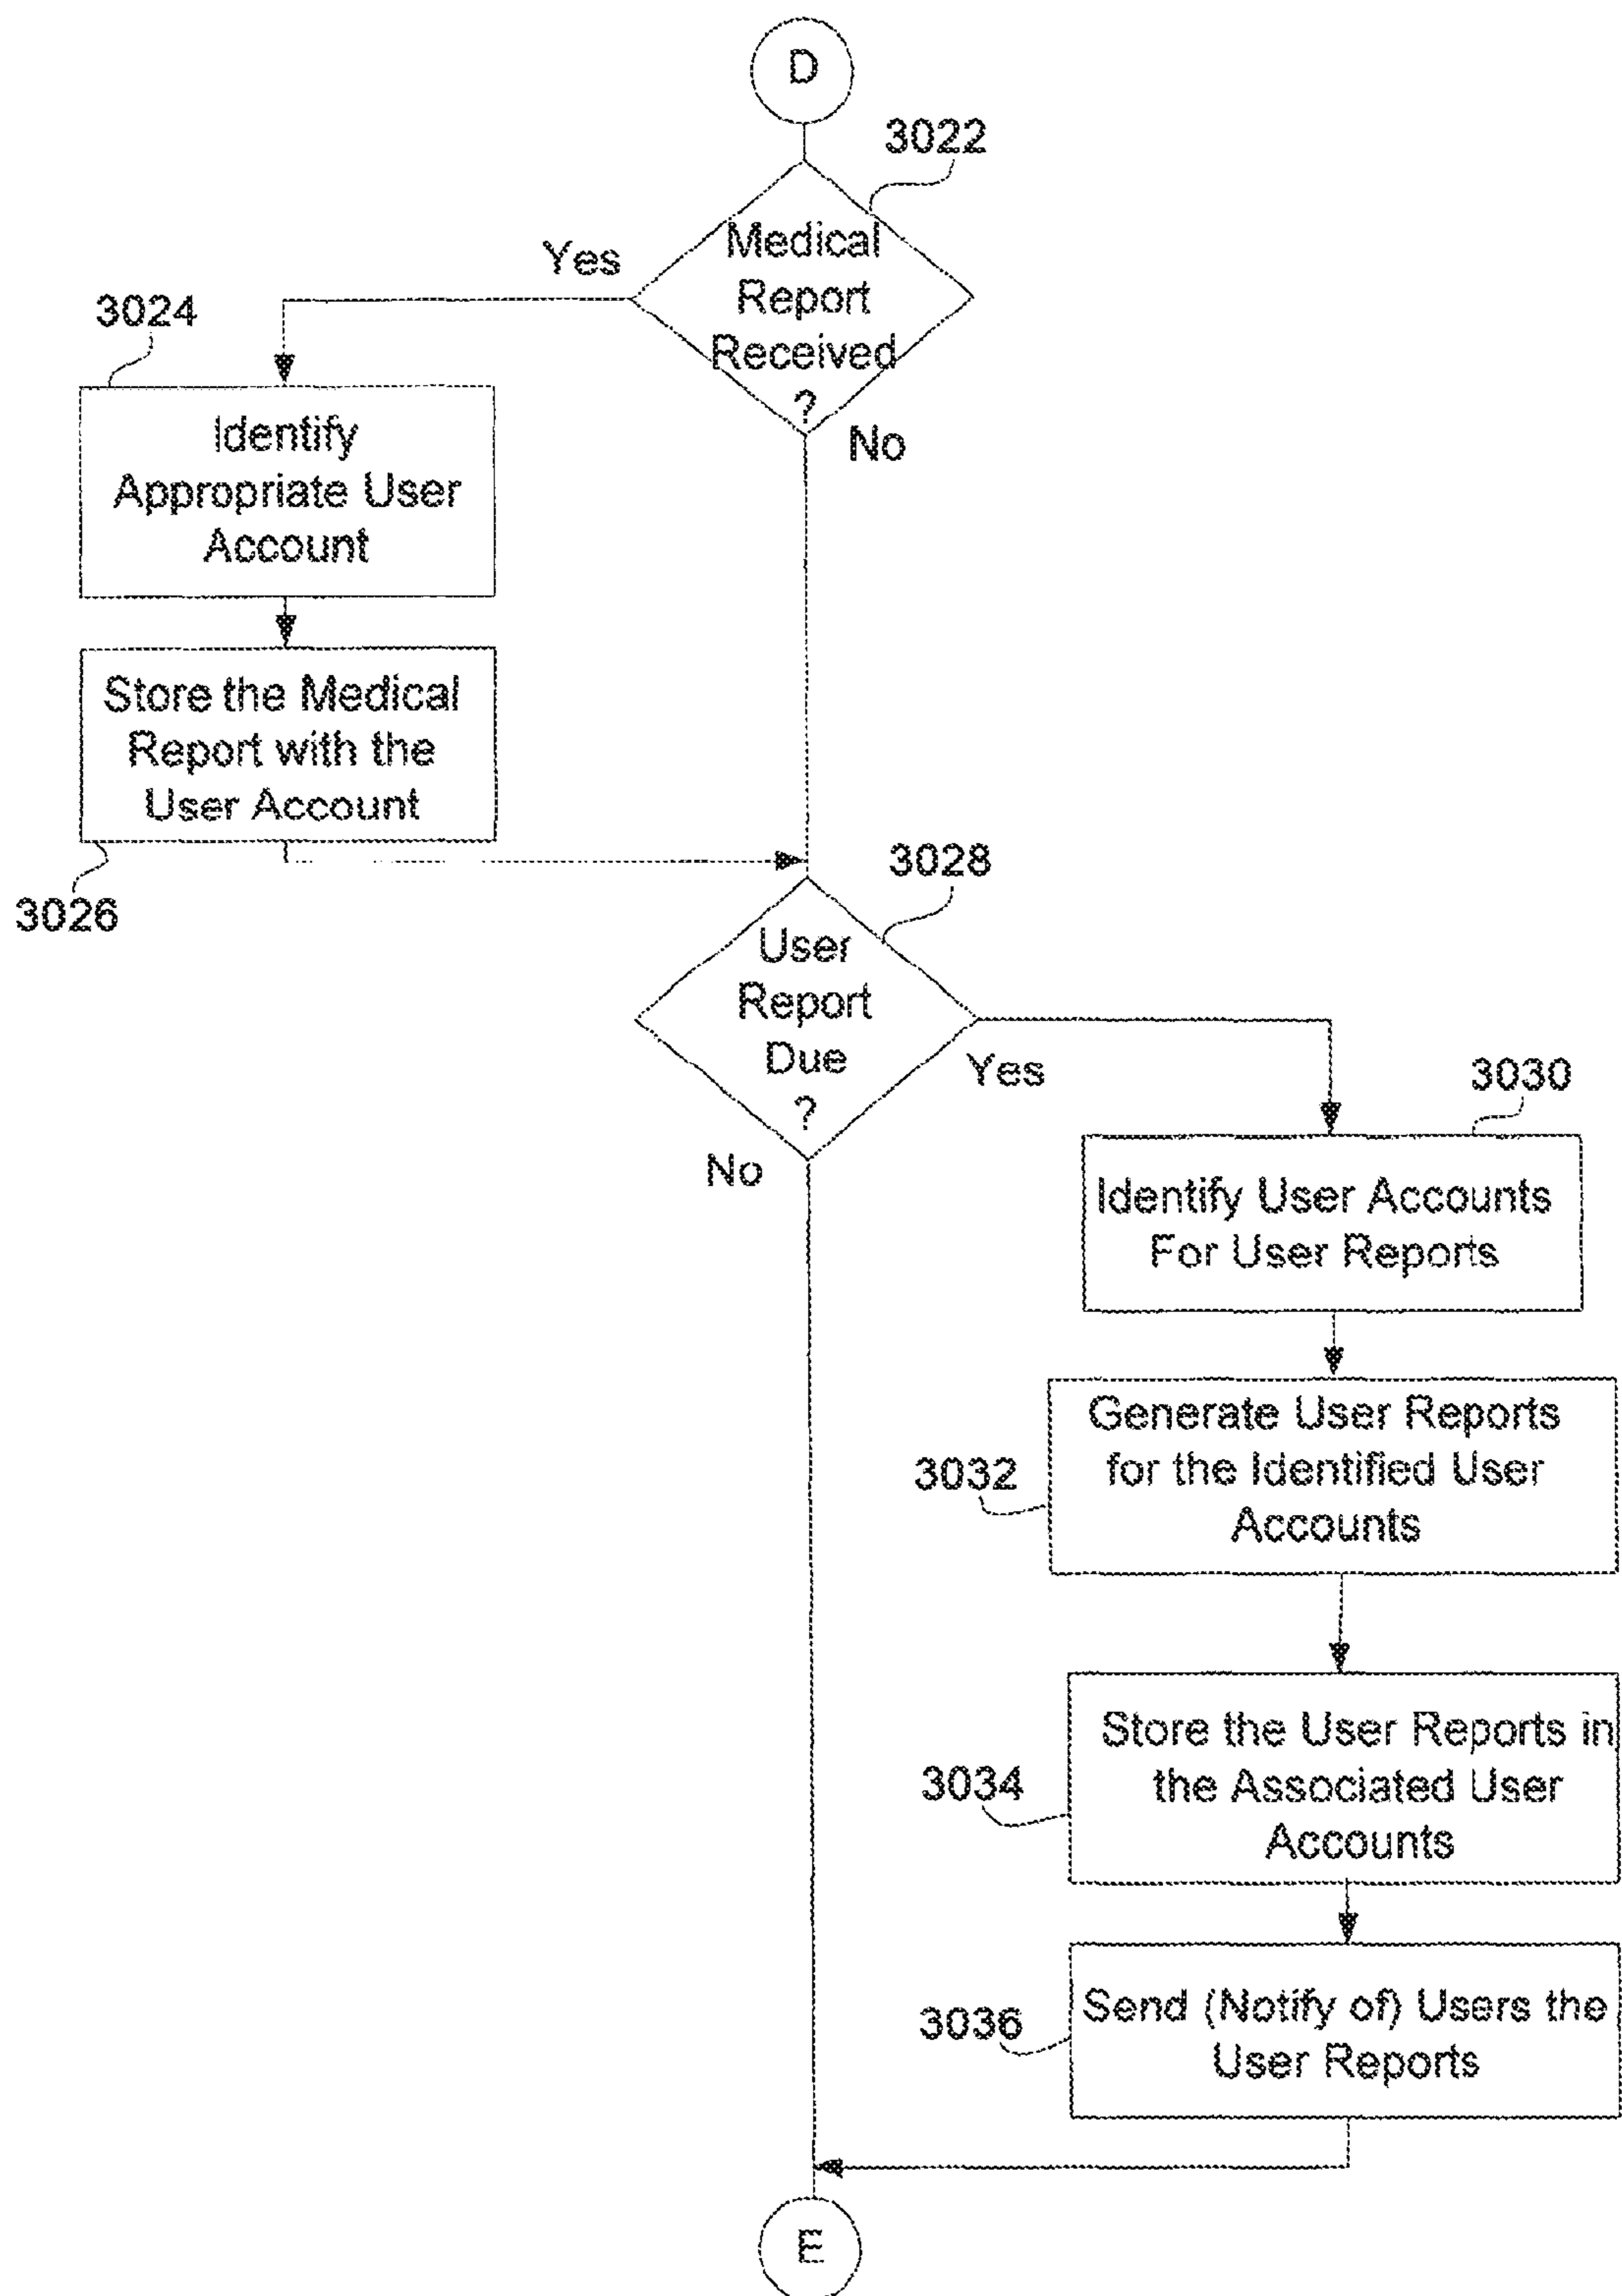 D
3022
Medical
Report
Received
?
Yes
No
3024
Identify
Appropriate User
Account
Store the Medical
Report with the
User Account
3026
3028
User
Report
Due
?
Yes
No
3030
Identify User Accounts
For User Reports
3032
Generate User Reports
for the Identified User
Accounts
3034
Store the User Reports in
the Associated User
Accounts
3036
Send (Notify of) Users the
User Reports
E